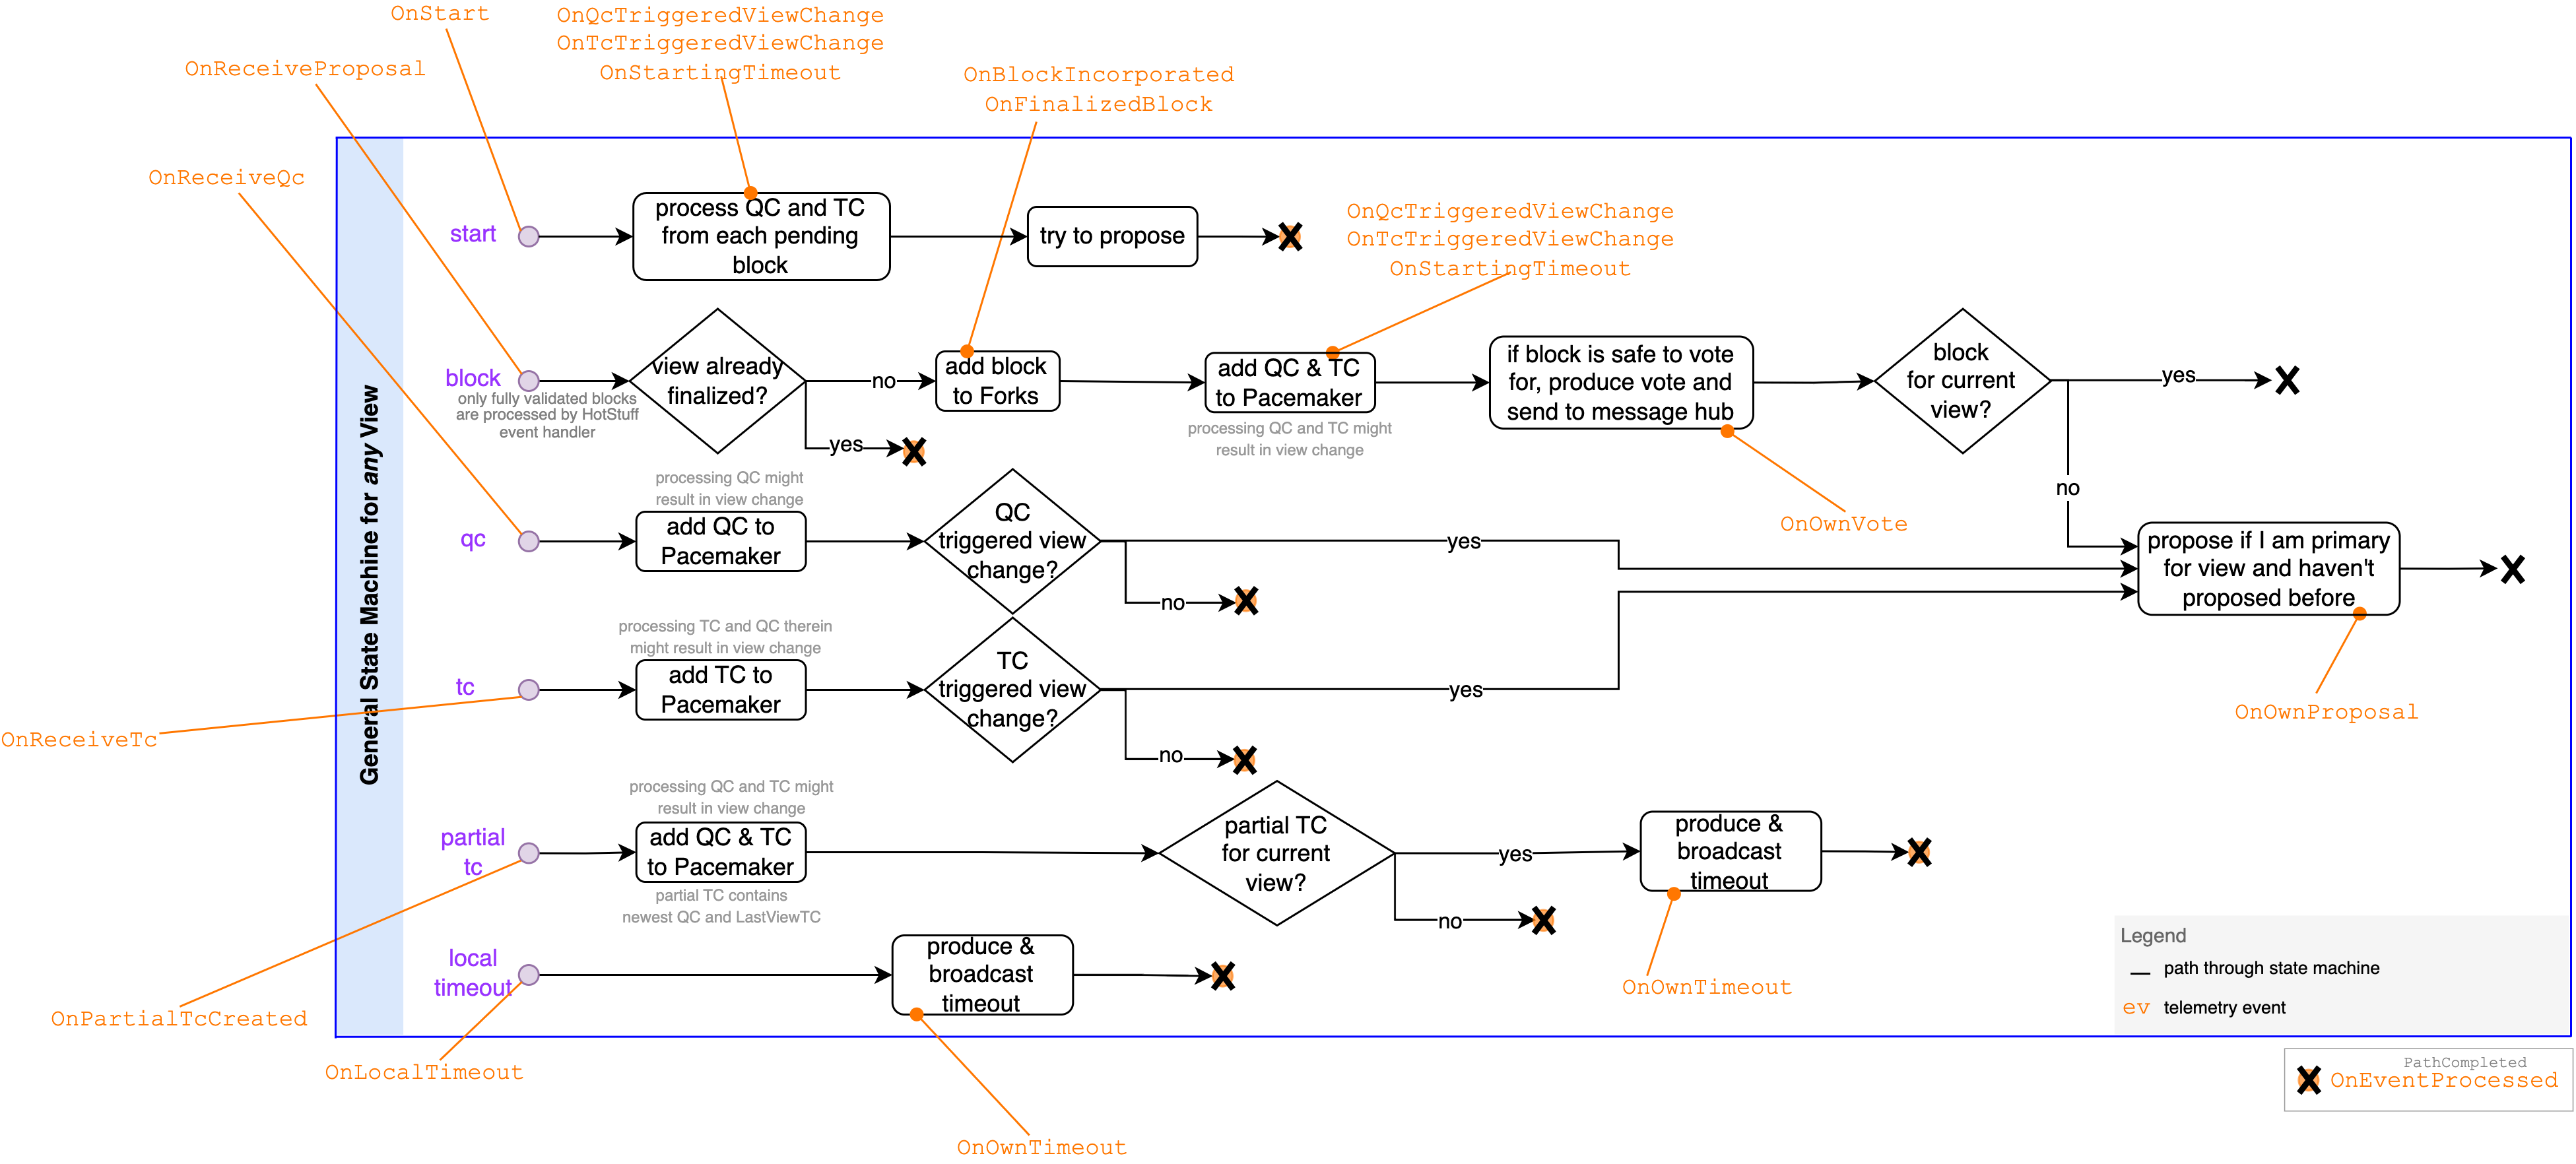 OnStart
OnQcTriggeredViewChange
OnTcTriggeredViewChange
OnStartingTimeout
OnReceiveProposal
OnBlockIncorporated
OnFinalizedBlock
OnReceiveQc
General State Machine for any View
start
process QC and TC
from each pending
block
try to propose
OnQcTriggeredViewChange
OnTcTriggeredViewChange
OnStartingTimeout
block
only fully validated blocks
are processed by HotStuff
event handler
view already
finalized?
no
yes
add block
to Forks
add QC & TC
to Pacemaker
processing QC and TC might
result in view change
if block is safe to vote
for, produce vote and
send to message hub
block
for current
view?
yes
no
OnOwnVote
processing QC might
result in view change
qc
add QC to
Pacemaker
QC
triggered view
change?
yes
no
propose if I am primary
for view and haven't
proposed before
OnOwnProposal
processing TC and QC therein
might result in view change
tc
add TC to
Pacemaker
TC
triggered view
change?
yes
no
OnReceiveTc
processing QC and TC might
result in view change
partial
tc
add QC & TC
to Pacemaker
partial TC contains
newest QC and LastViewTC
partial TC
for current
view?
yes
no
produce &
broadcast
timeout
OnOwnTimeout
local
timeout
produce &
broadcast
timeout
OnPartialTcCreated
OnLocalTimeout
OnOwnTimeout
Legend
path through state machine
ev telemetry event
PathCompleted
OnEventProcessed